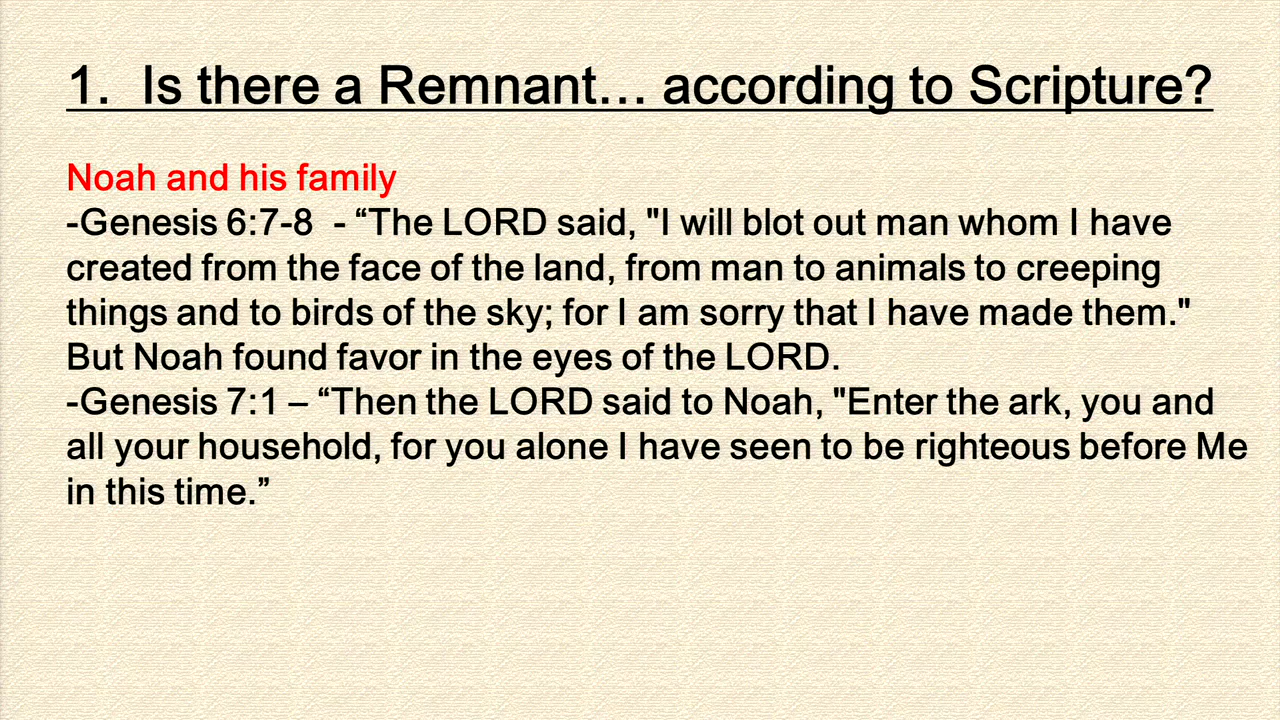 1.  Is there a Remnant… according to Scripture?
Noah and his family
-Genesis 6:7-8  - “The LORD said, "I will blot out man whom I have
created from the face of the land, from man to animals to creeping
things and to birds of the sky; for I am sorry that I have made them."
But Noah found favor in the eyes of the LORD.
-Genesis 7:1 – “Then the LORD said to Noah, "Enter the ark, you and
all your household, for you alone I have seen to be righteous before Me
in this time.”